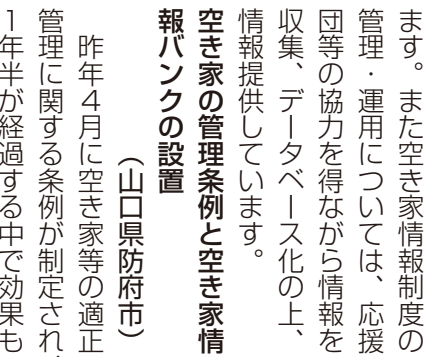 ます。また空き家情報制度の
管理・運用については、応援
団等の協力を得ながら情報を
収集、データベース化の上、
情報提供しています。
空き家の管理条例と空き家情
報バンクの設置
（山口県防府市）
昨年４月に空き家等の適正
管理に関する条例が制定され、
１年半が経過する中で効果も